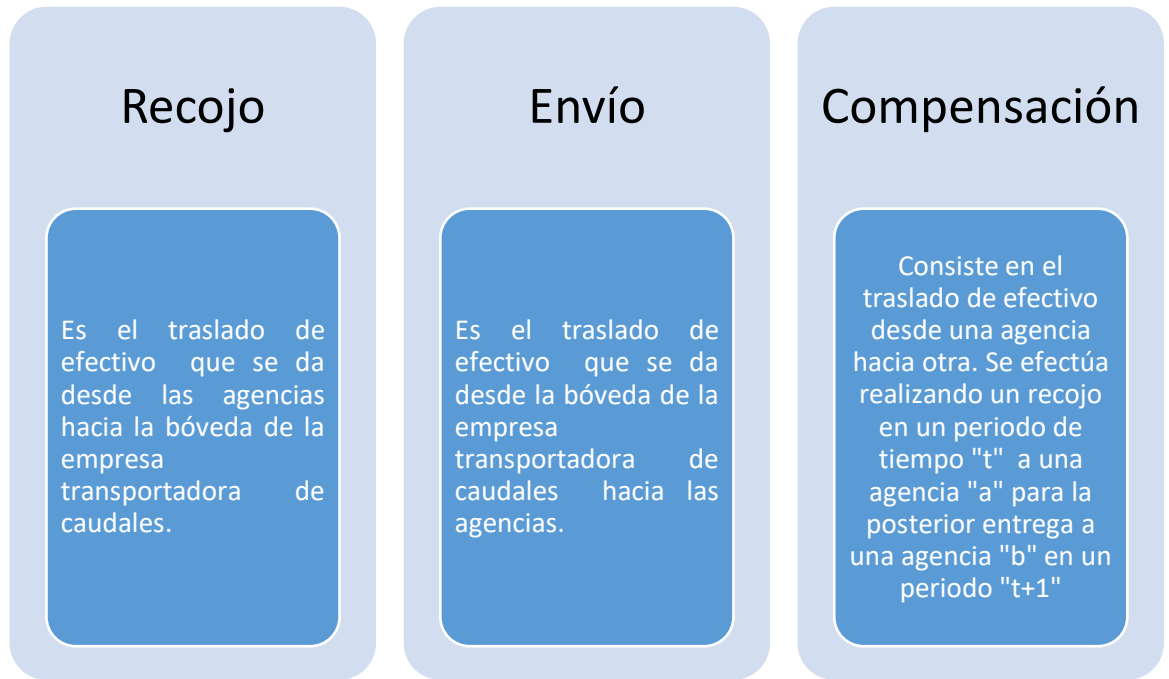 Recojo
Es el traslado de
efectivo que se da
desde las agencias
hacia la bóveda de la
empresa
transportadora de
caudales.
Envío
Es el traslado de
efectivo que se da
desde la bóveda de la
empresa
transportadora de
caudales hacia las
agencias.
Compensación
Consiste en el
traslado de efectivo
desde una agencia
hacia otra. Se efectúa
realizando un recojo
en un periodo de
tiempo "t" a una
agencia "a" para la
posterior entrega a
una agencia "b" en un
periodo "t+1"